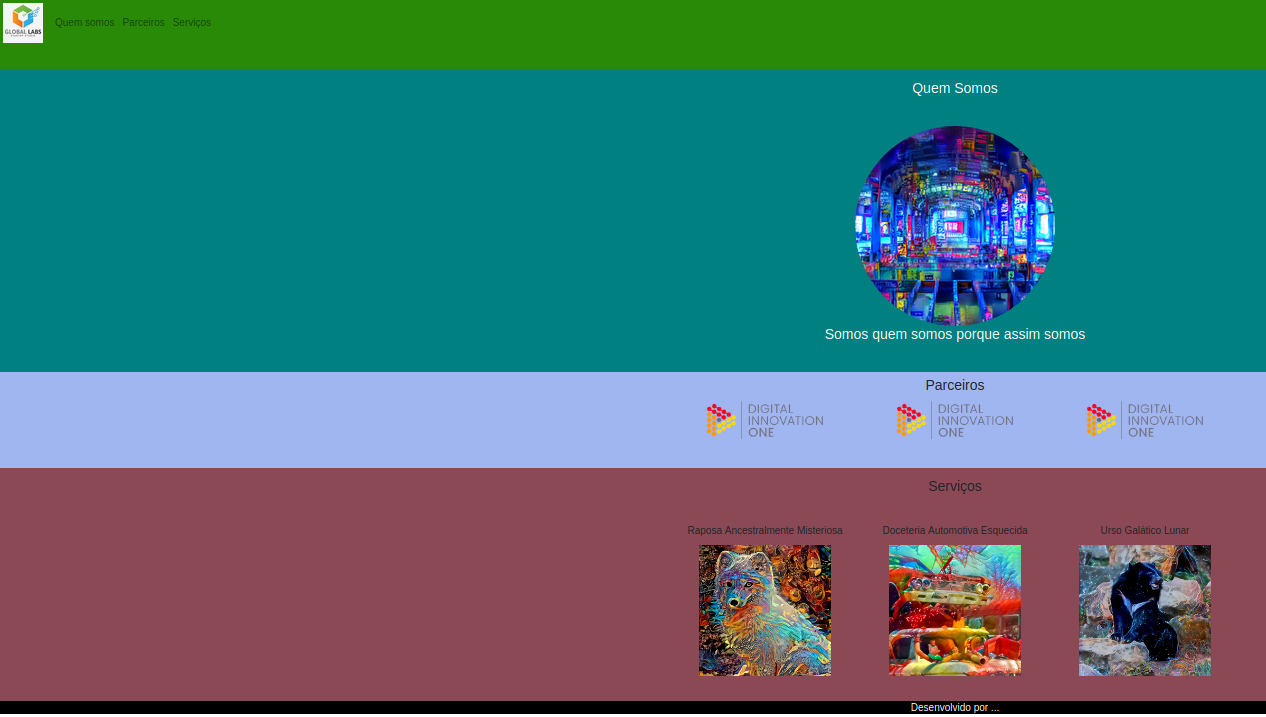 GLOBAL LABS
Quem somos Parceiros Serviços
Quem Somos
Somos quem somos porque assim somos
Parceiros
DIGITAL
INNOVATION
ONE
DIGITAL
INNOVATION
ONE
DIGITAL
INNOVATION
ONE
Serviços
Raposa Ancestralmente Misteriosa
Doceteria Automotiva Esquecida
Urso Galático Lunar
Desenvolvido por ...